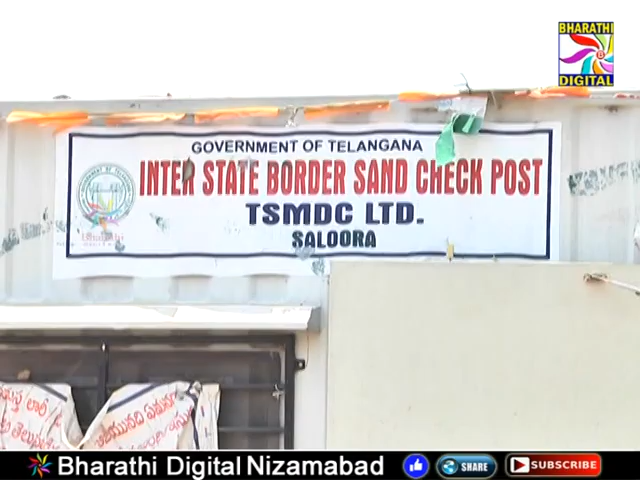 BHARATHI
DIGITAL
GOVERNMENT OF TELANGANA
INTER STATE BORDER SAND CHECK POST
TSMDC LTD.
SALOORA
Bharathi Digital Nizamabad
SHARE
SUBSCRIBE